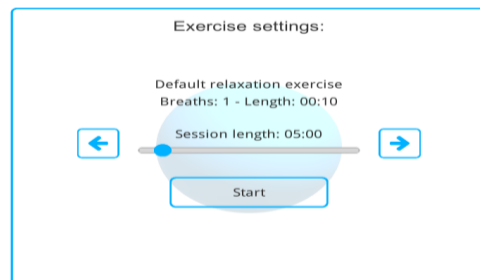 Exercise settings:
Default relaxation exercise
Breaths: 1 - Length: 00:10
Session length: 05:00
Start